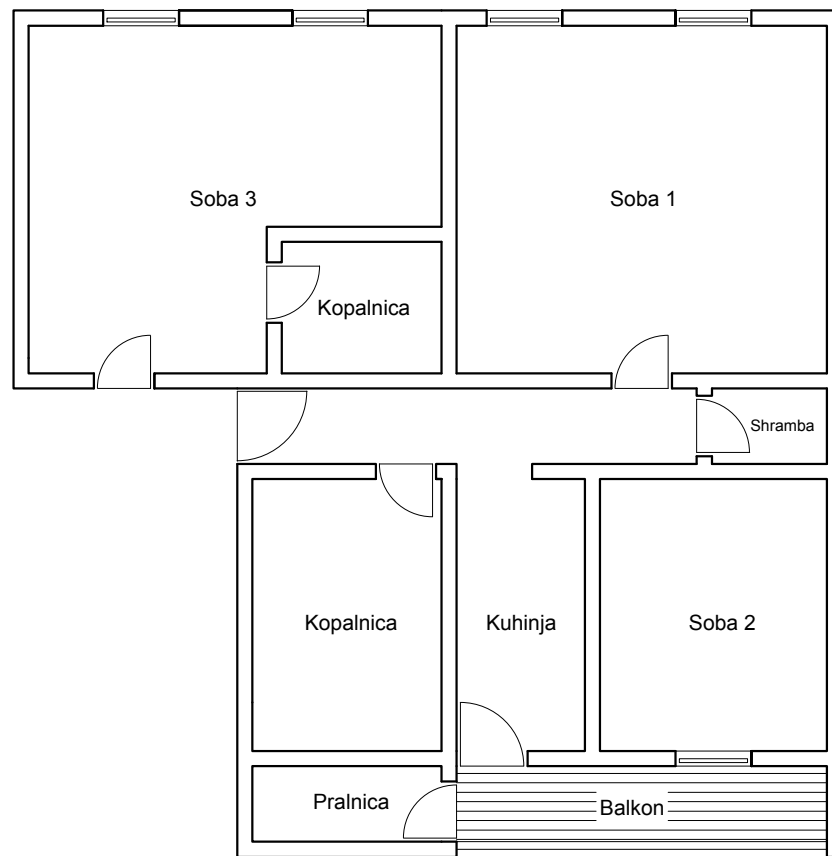 Soba 3
Soba 1
Kopalnica
Shramba
Kopalnica
Kuhinja
Soba 2
Pralnica
Balkon